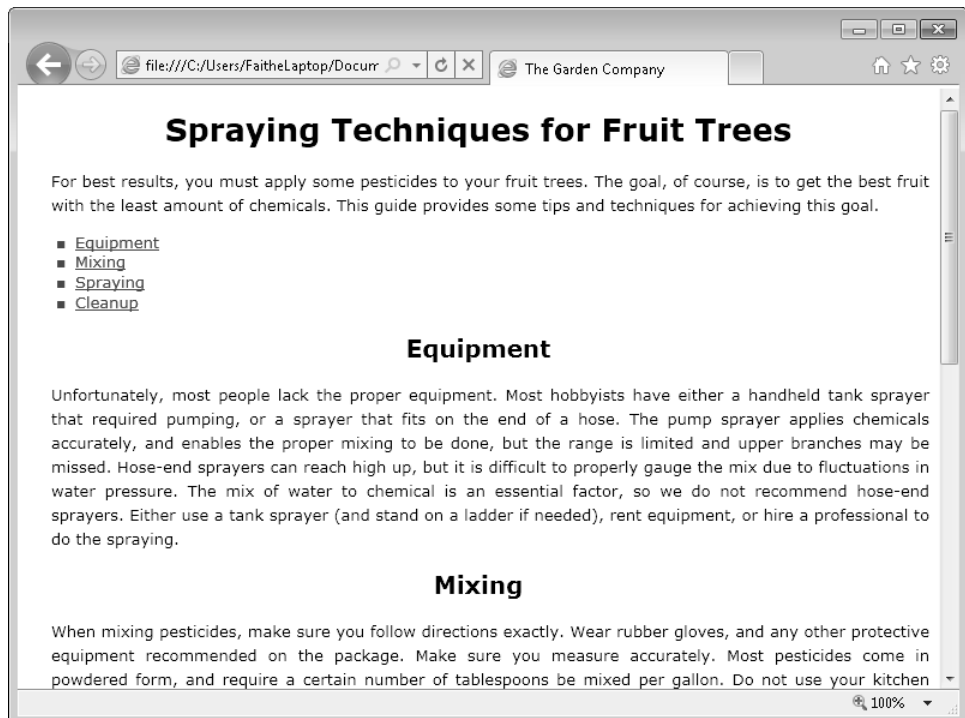 file:///C:/Users/FaitheLaptop/Docum
The Garden Company
Spraying Techniques for Fruit Trees
For best results, you must apply some pesticides to your fruit trees. The goal, of course, is to get the best fruit
with the least amount of chemicals. This guide provides some tips and techniques for achieving this goal.
Equipment
Mixing
Spraying
Cleanup
Equipment
Unfortunately, most people lack the proper equipment. Most hobbyists have either a handheld tank sprayer
that required pumping, or a sprayer that fits on the end of a hose. The pump sprayer applies chemicals
accurately, and enables the proper mixing to be done, but the range is limited and upper branches may be
missed. Hose-end sprayers can reach high up, but it is difficult to properly gauge the mix due to fluctuations in
water pressure. The mix of water to chemical is an essential factor, so we do not recommend hose-end
sprayers. Either use a tank sprayer (and stand on a ladder if needed), rent equipment, or hire a professional to
do the spraying.
Mixing
When mixing pesticides, make sure you follow directions exactly. Wear rubber gloves, and any other protective
equipment recommended on the package. Make sure you measure accurately. Most pesticides come in
powdered form, and require a certain number of tablespoons be mixed per gallon. Do not use your kitchen
100%